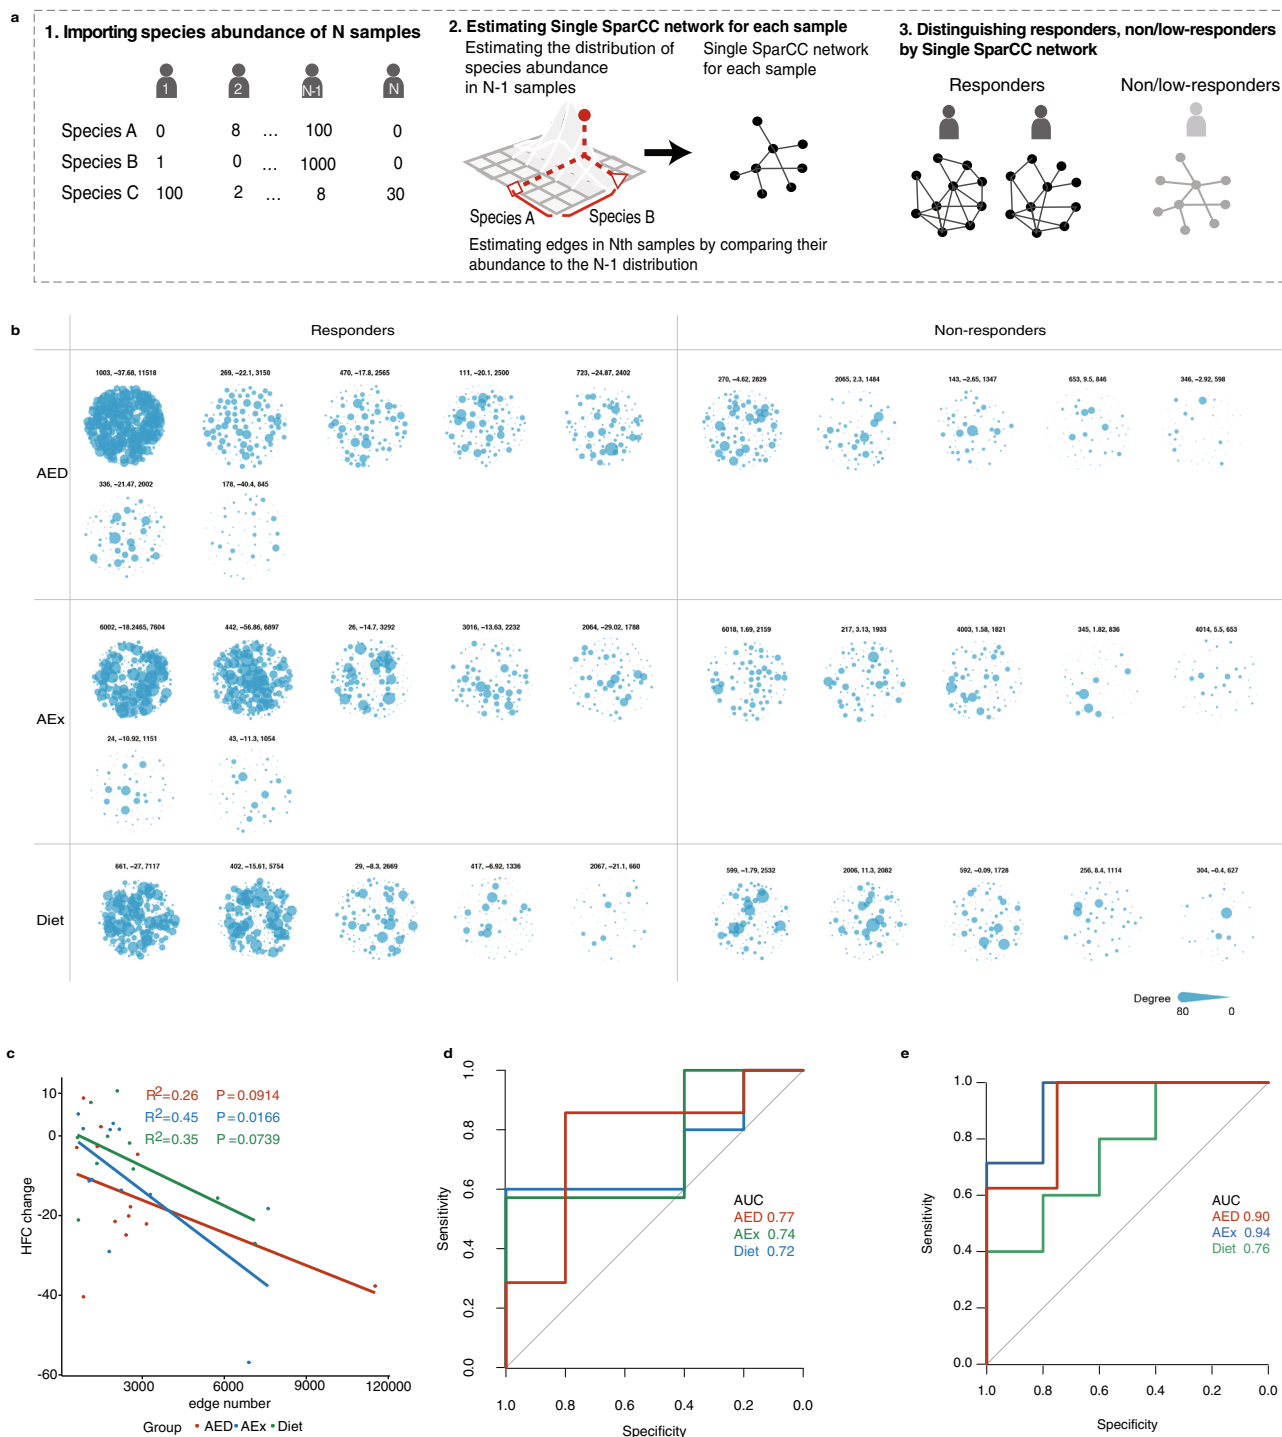 a
1. Importing species abundance of N samples
1 2 N-1 N
Species A 0 8 ... 100 0
Species B 1 0 ... 1000 0
Species C 100 2 ... 8 30
2. Estimating Single SparCC network for each sample
Estimating the distribution of
species abundance
in N-1 samples
Single SparCC network
for each sample
Species A Species B
Estimating edges in Nth samples by comparing their
abundance to the N-1 distribution
3. Distinguishing responders, non/low-responders
by Single SparCC network
Responders Non/low-responders
b
Responders Non-responders
AED
1003, −37.68, 11518 269, −22.1, 3150 470, −17.8, 2565 111, −20.1, 2500 723, −24.87, 2402
336, −21.47, 2002 178, −40.4, 845
270, −4.62, 2829 2065, 2.3, 1484 143, −2.65, 1347 653, 9.5, 846 346, −2.92, 598
AEx
6002, −18.2465, 7604 442, −56.86, 6897 26, −14.7, 3292 3016, −13.63, 2232 2064, −29.02, 1788
24, −10.92, 1151 43, −11.3, 1054
6018, 1.69, 2159 217, 3.13, 1933 4003, 1.58, 1821 345, 1.82, 836 4014, 5.5, 653
Diet
661, −27, 7117 402, −15.61, 5754 29, −8.3, 2669 417, −6.92, 1336 2067, −21.1, 660
599, −1.79, 2532 2006, 11.3, 2082 592, −0.09, 1728 256, 8.4, 1114 304, −0.4, 627
Degree
80 0
c
HFC change
10
0
-20
-40
-60
R2=0.26 P=0.0914
R2=0.45 P=0.0166
R2=0.35 P=0.0739
3000 6000 9000 120000
edge number
Group AED AEx Diet
d
Sensitivity
1.0
0.8
0.6
0.4
0.2
0.0
AUC
AED 0.77
AEx 0.74
Diet 0.72
1.0 0.8 0.6 0.4 0.2 0.0
Specificity
e
Sensitivity
1.0
0.8
0.6
0.4
0.2
0.0
AUC
AED 0.90
AEx 0.94
Diet 0.76
1.0 0.8 0.6 0.4 0.2 0.0
Specificity